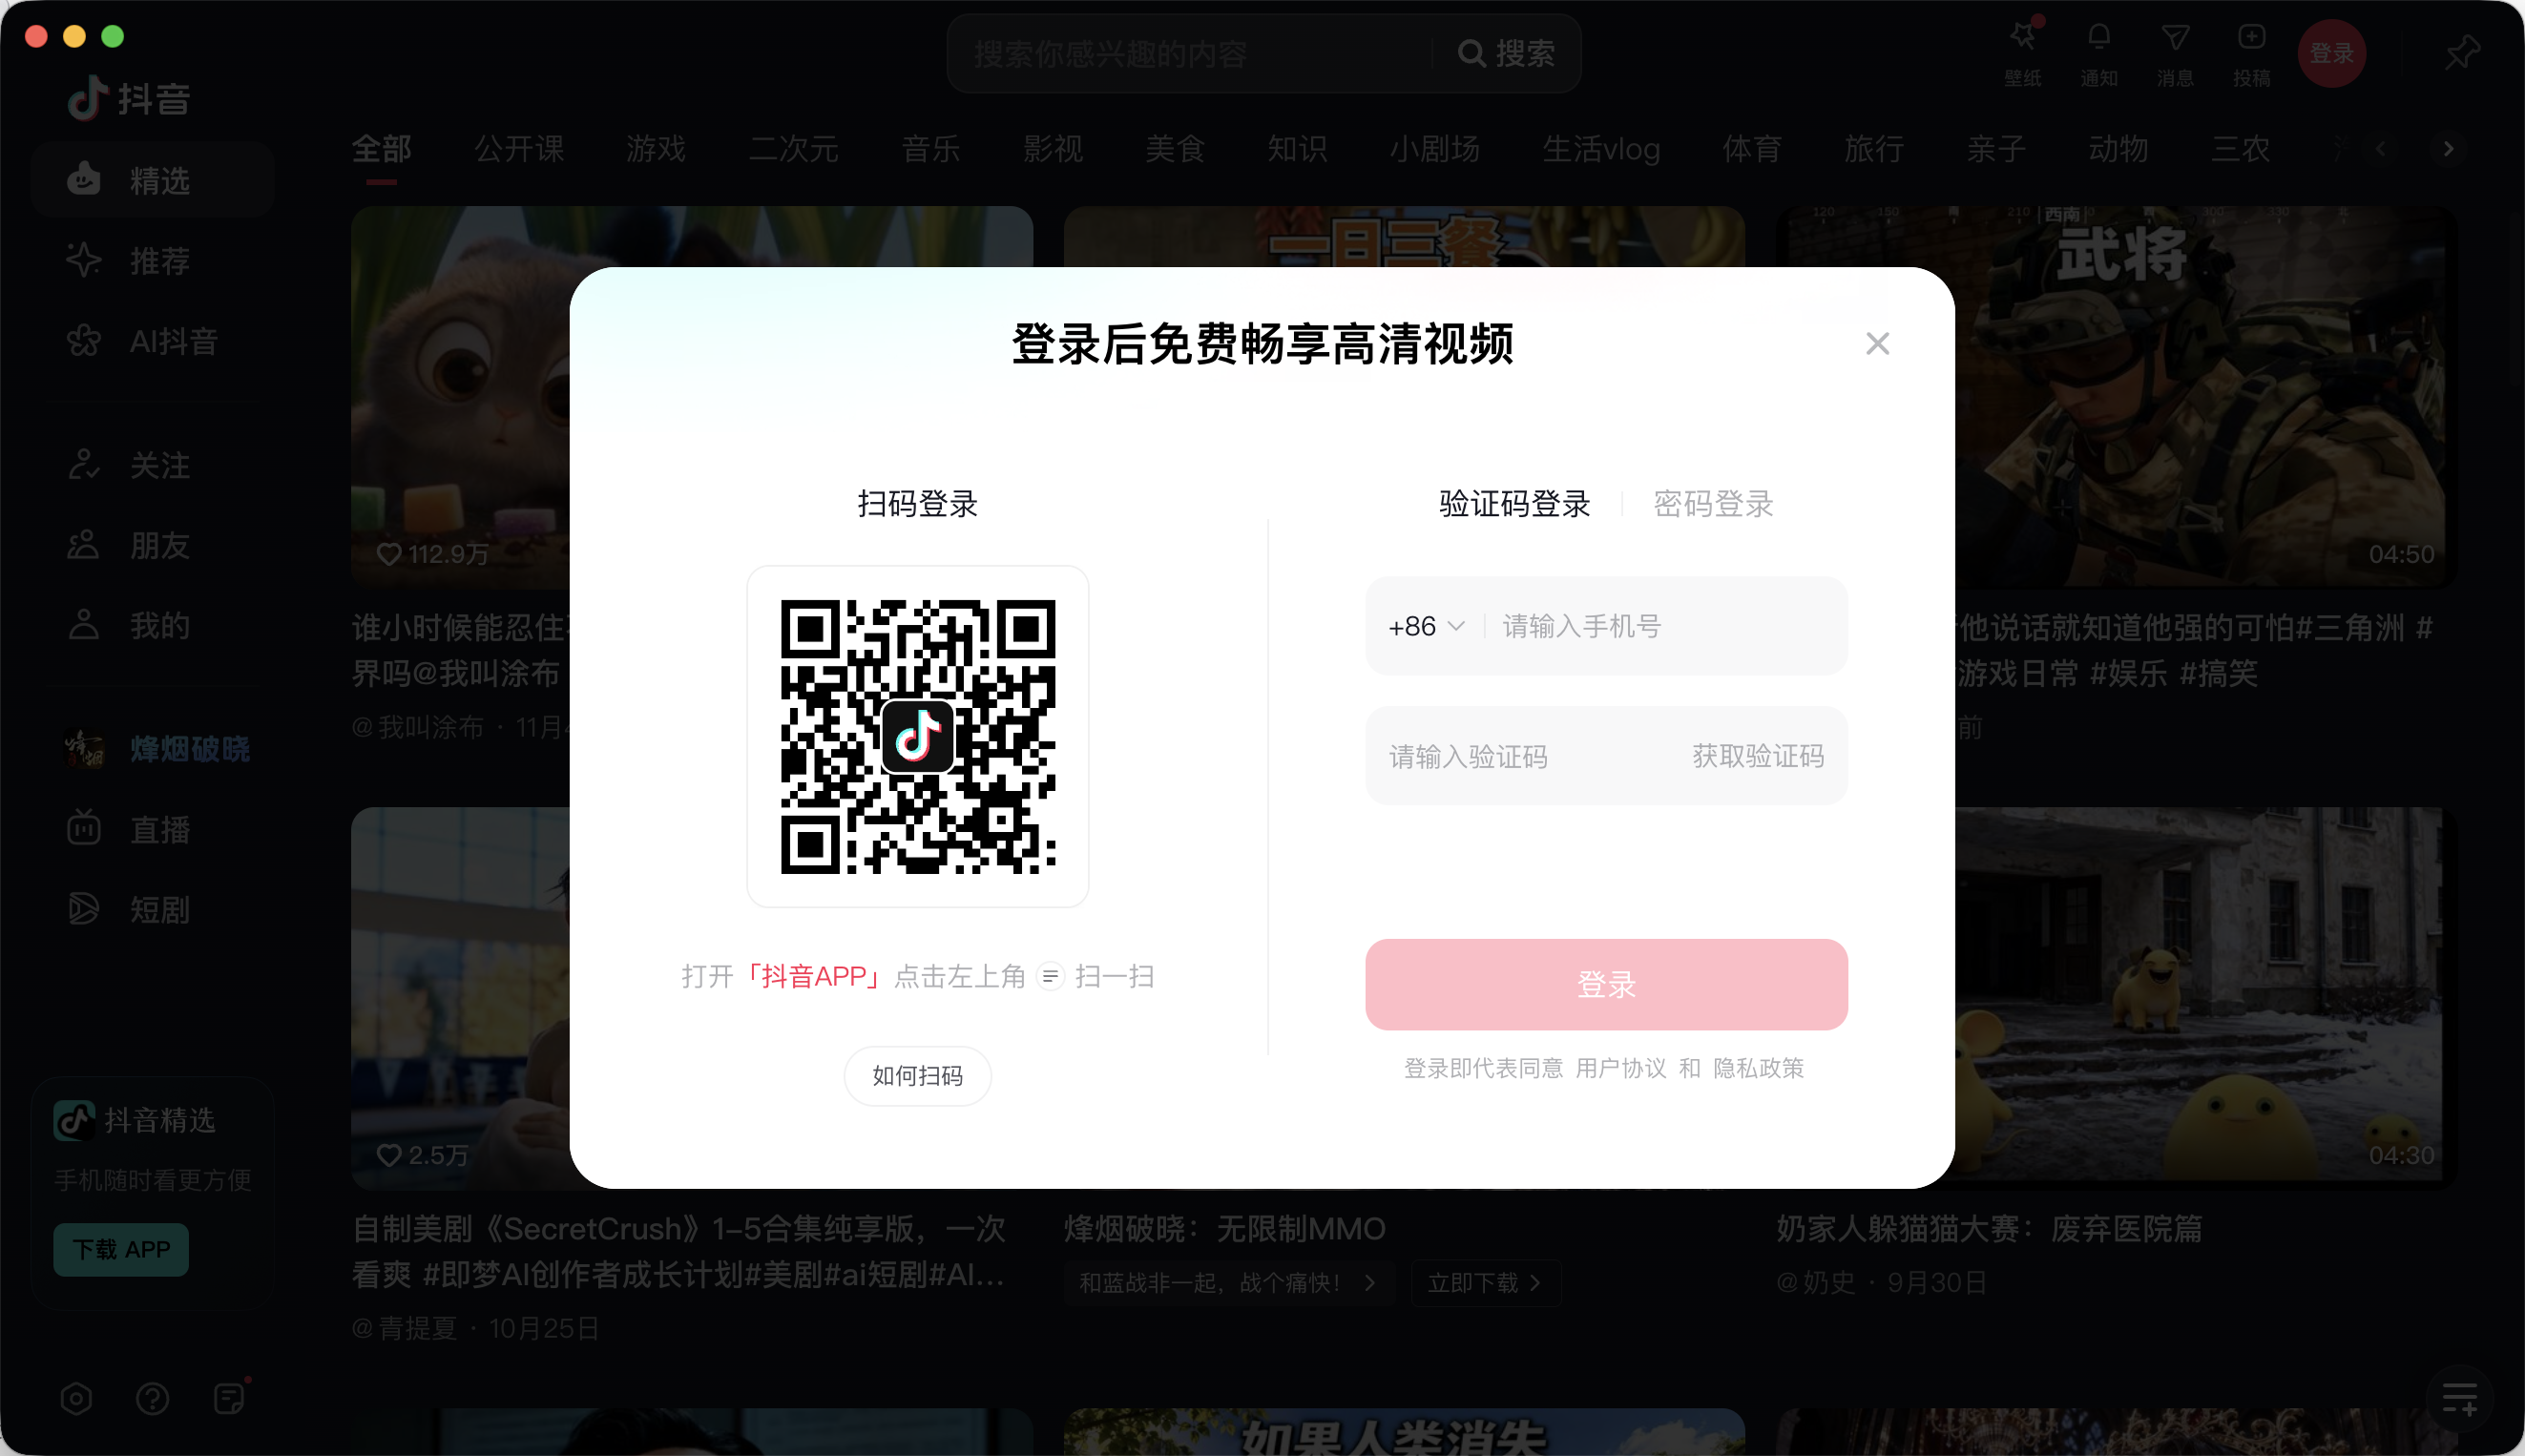 搜索你感兴趣的内容
搜索
壁纸
通知
消息
投稿
登录
抖音
全部 公开课 游戏 二次元 音乐 影视 美食 知识 小剧场 生活vlog 体育 旅行 亲子 动物 三农
精选
推荐
AI抖音
关注
朋友
我的
烽烟破晓
直播
短剧
抖音精选
手机随时看更方便
下载 APP
一日三餐
120 150 210 西南 300 330
武将
112.9万
04:50
谁小时候能忍住
界吗@我叫涂布
@我叫涂布 · 11月
他说话就知道他强的可怕#三角洲 #
游戏日常 #娱乐 #搞笑
前
登录后免费畅享高清视频
扫码登录
打开「抖音APP」点击左上角 扫一扫
如何扫码
验证码登录
密码登录
+86 请输入手机号
请输入验证码 获取验证码
登录
登录即代表同意 用户协议 和 隐私政策
2.5万
04:30
自制美剧《SecretCrush》1-5合集纯享版，一次
看爽 #即梦AI创作者成长计划#美剧#ai短剧#AI...
@青提夏 · 10月25日
烽烟破晓：无限制MMO
和蓝战非一起，战个痛快！
立即下载
奶家人躲猫猫大赛：废弃医院篇
@奶史 · 9月30日
如果人类消失